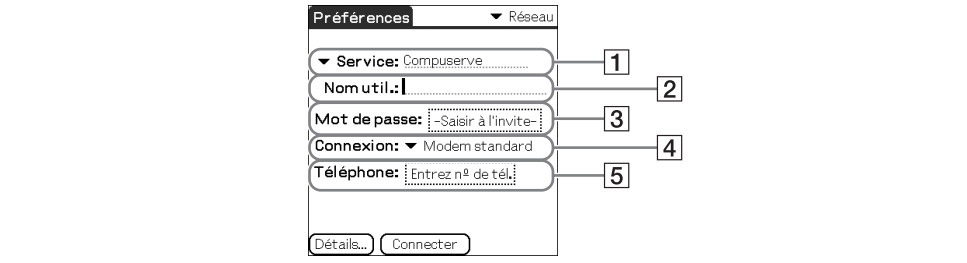 Préférences ▼ Réseau
▼ Service: Compuserve 1
Nom util.: 2
Mot de passe: -Saisir à l'invite- 3
Connexion: ▼ Modem standard 4
Téléphone: Entrez nº de tél. 5
Détails... Connecter